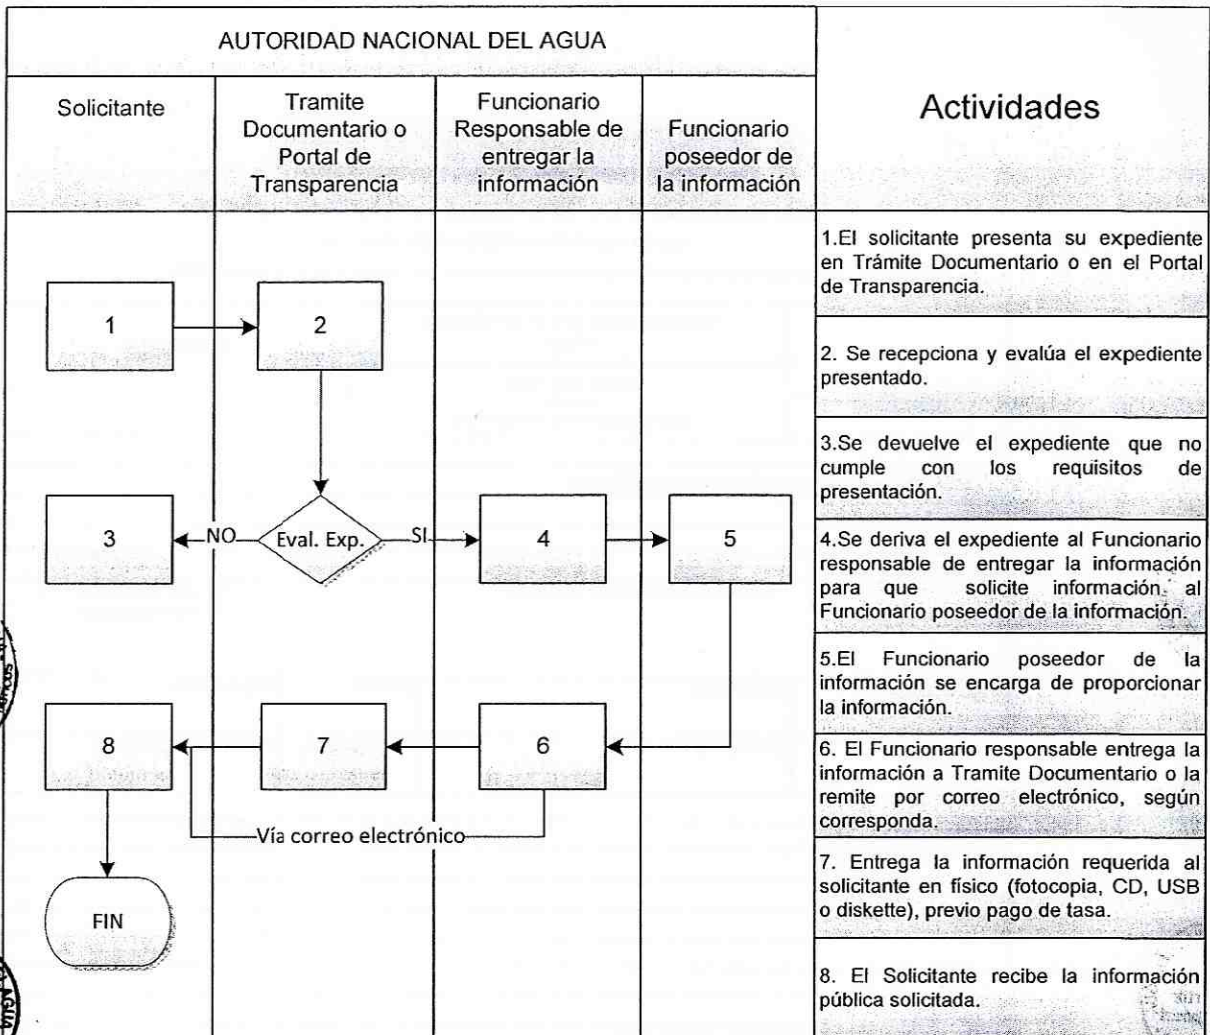 AUTORIDAD NACIONAL DEL AGUA
Solicitante
Tramite
Documentario o
Portal de
Transparencia
Funcionario
Responsable de
entregar la
información
Funcionario
poseedor de
la información
Actividades
1
2
3
NO
Eval. Exp.
SI
4
5
8
7
6
Vía correo electrónico
FIN
1.El solicitante presenta su expediente
en Trámite Documentario o en el Portal
de Transparencia.
2. Se recepciona y evalúa el expediente
presentado.
3.Se devuelve el expediente que no
cumple con los requisitos de
presentación.
4.Se deriva el expediente al Funcionario
responsable de entregar la información
para que solicite información al
Funcionario poseedor de la información.
5.El Funcionario poseedor de la
información se encarga de proporcionar
la información.
6. El Funcionario responsable entrega la
información a Tramite Documentario o la
remite por correo electrónico, según
corresponda.
7. Entrega la información requerida al
solicitante en físico (fotocopia, CD, USB
o diskette), previo pago de tasa.
8. El Solicitante recibe la información
pública solicitada.
AGUA